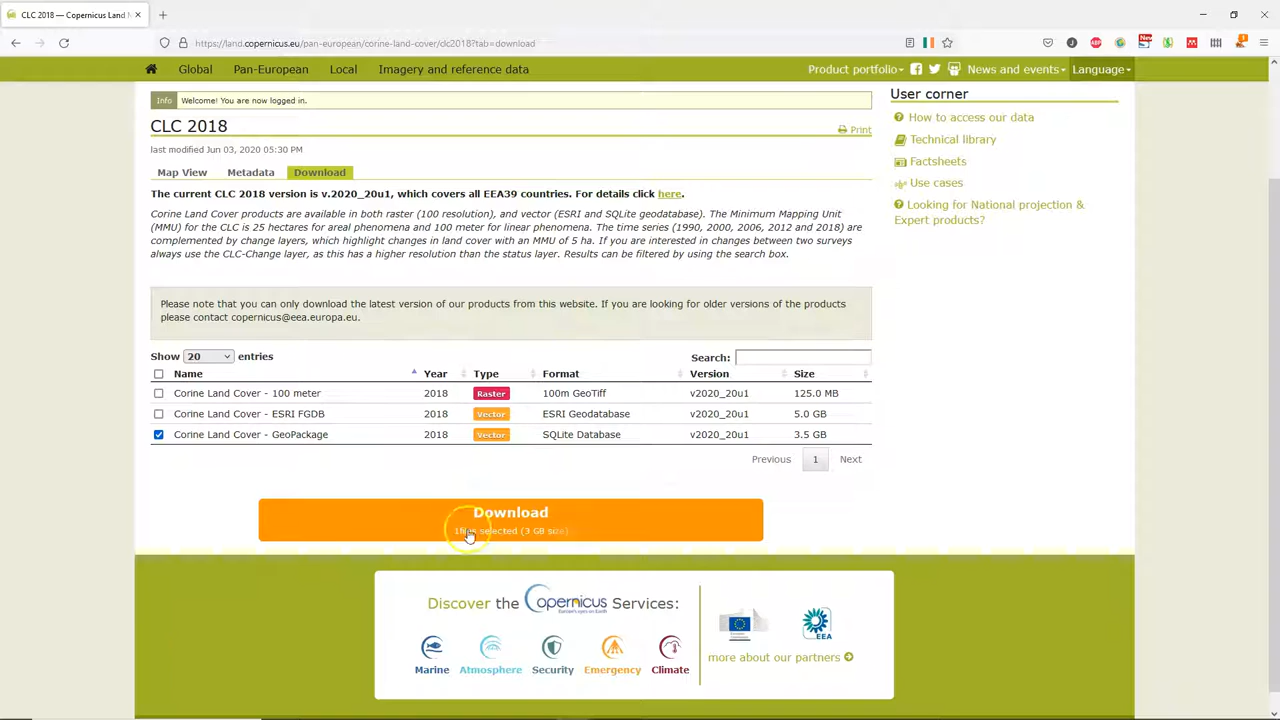 CLC 2018 — Copernicus Land M
https://land.copernicus.eu/pan-european/corine-land-cover/clc2018?tab=download
New
Global Pan-European Local Imagery and reference data Product portfolio News and events Language
Info Welcome! You are now logged in.
CLC 2018
Print
last modified Jun 03, 2020 05:30 PM
Map View Metadata Download
The current CLC 2018 version is v.2020_20u1, which covers all EEA39 countries. For details click here.
Corine Land Cover products are available in both raster (100 resolution), and vector (ESRI and SQLite geodatabase). The Minimum Mapping Unit
(MMU) for the CLC is 25 hectares for areal phenomena and 100 meter for linear phenomena. The time series (1990, 2000, 2006, 2012 and 2018) are
complemented by change layers, which highlight changes in land cover with an MMU of 5 ha. If you are interested in changes between two surveys
always use the CLC-Change layer, as this has a higher resolution than the status layer. Results can be filtered by using the search box.
Please note that you can only download the latest version of our products from this website. If you are looking for older versions of the products
please contact copernicus@eea.europa.eu.
Show 20 entries Search:
Name Year Type Format Version Size
Corine Land Cover - 100 meter 2018 Raster 100m GeoTiff v2020_20u1 125.0 MB
Corine Land Cover - ESRI FGDB 2018 Vector ESRI Geodatabase v2020_20u1 5.0 GB
Corine Land Cover - GeoPackage 2018 Vector SQLite Database v2020_20u1 3.5 GB
Previous 1 Next
Download
1files selected (3 GB size)
User corner
How to access our data
Technical library
Factsheets
Use cases
Looking for National projection &
Expert products?
Discover the Copernicus Services:
Europe's eyes on Earth
Marine Atmosphere Security Emergency Climate
EEA
more about our partners